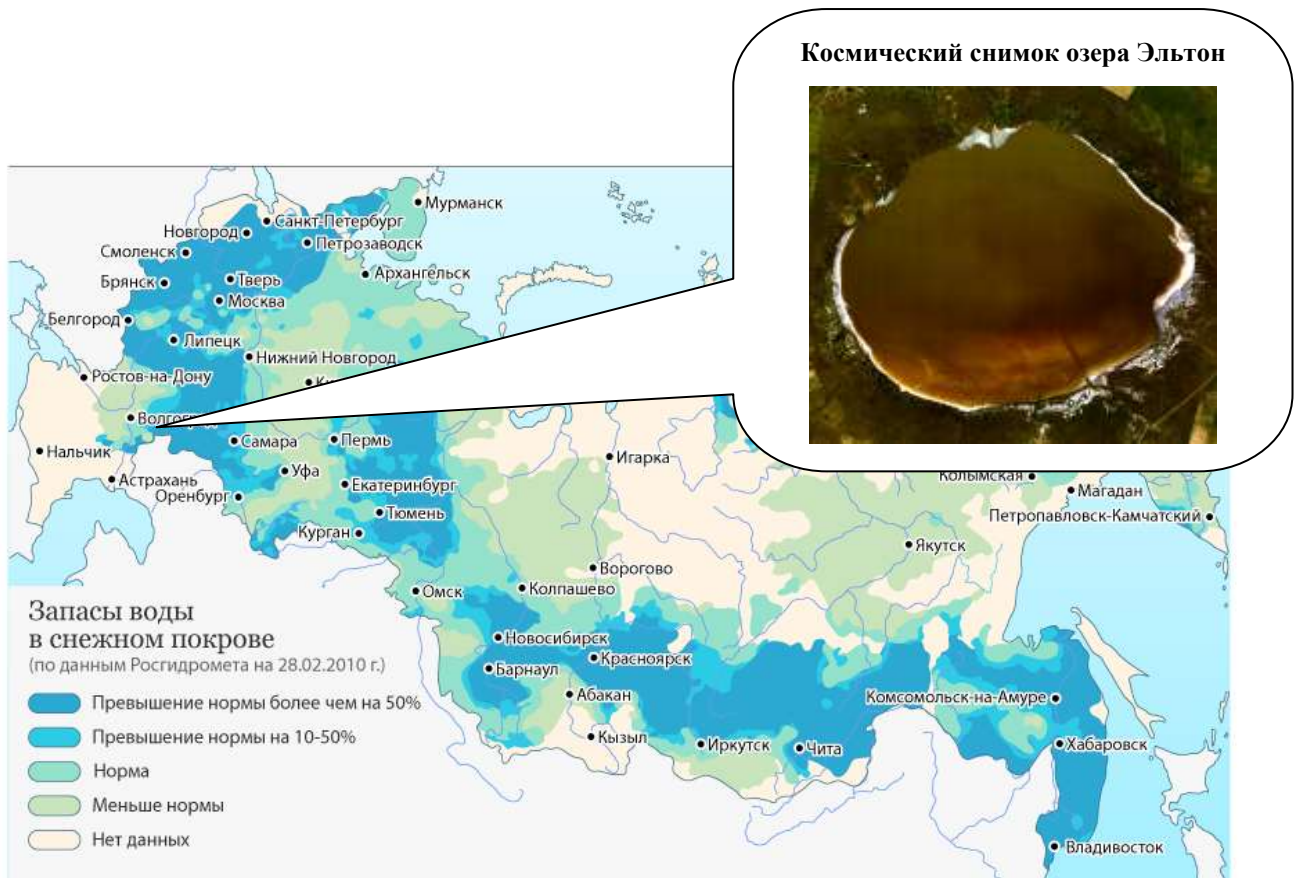 Космический снимок озера Эльтон
Мурманск
Санкт-Петербург
Новгород
Петрозаводск
Смоленск
Архангельск
Брянск
Тверь
Москва
Белгород
Липецк
Нижний Новгород
Ростов-на-Дону
Самара
Пермь
Нальчик
Игарка
Уфа
Астрахань
Екатеринбург
Оренбург
Колымская
Магадан
Тюмень
Петропавловск-Камчатский
Курган
Якутск
Ворогово
Омск
Колпашево
Новосибирск
Красноярск
Барнаул
Абакан
Комсомольск-на-Амуре
Кызыл
Иркутск
Чита
Хабаровск
Владивосток
Запасы воды
в снежном покрове
(по данным Росгидромета на 28.02.2010 г.)
Превышение нормы более чем на 50%
Превышение нормы на 10-50%
Норма
Меньше нормы
Нет данных